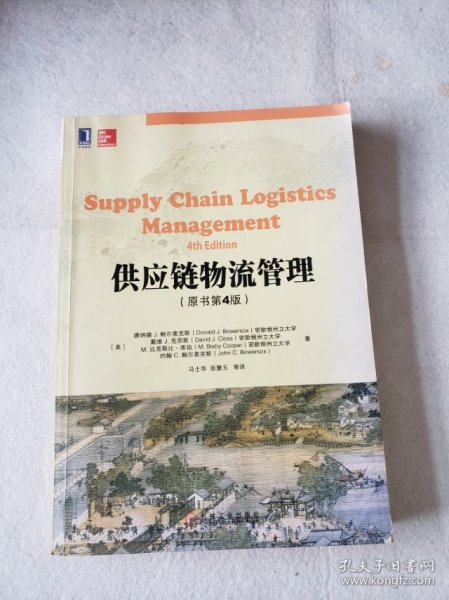 Mc
Graw
Hill
Education
Supply Chain Logistics
Management
4th Edition
供应链物流管理
（原书第4版）
唐纳德 J. 鲍尔索克斯（Donald J. Bowersox）密歇根州立大学
戴维 J. 克劳斯（David J. Closs）密歇根州立大学
［美］
M. 比克斯比·库珀（M. Bixby Cooper）密歇根州立大学
著
约翰 C. 鲍尔索克斯（John C. Bowersox）
马士华 张慧玉 等译
孔夫子旧书网
www.kongfz.com